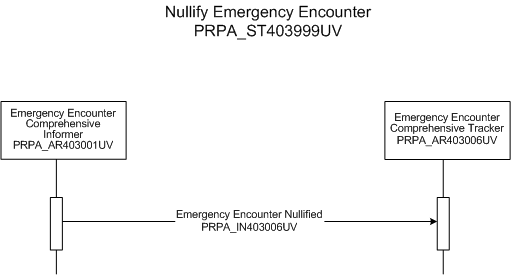 Nullify Emergency Encounter
PRPA_ST403999UV
Emergency Encounter
Comprehensive
Informer
PRPA_AR403001UV
Emergency Encounter
Comprehensive Tracker
PRPA_AR403006UV
Emergency Encounter Nullified
PRPA_IN403006UV